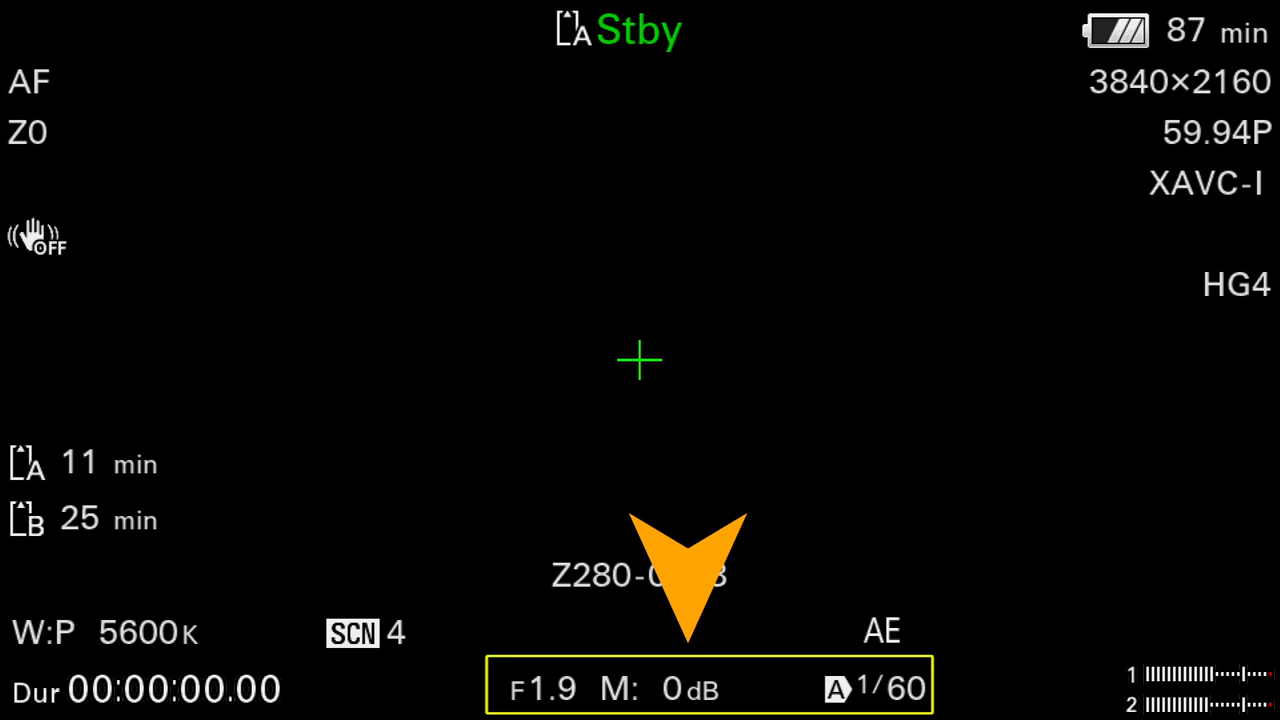 A Stby
87 min
AF
3840×2160
Z0
59.94P
XAVC-I
OFF
HG4
A 11 min
B 25 min
W:P 5600K
SCN 4
AE
Dur 00:00:00.00
F1.9 M: 0dB A 1/60
1
2